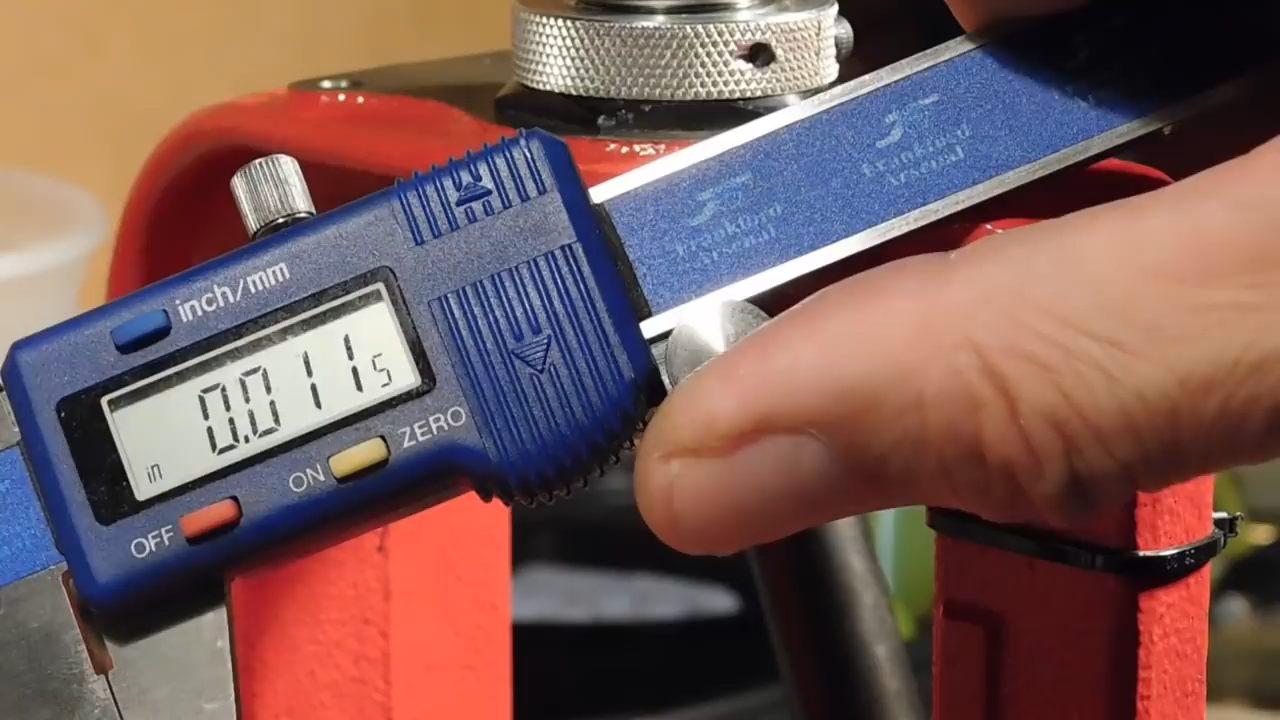 inch/mm
0.0115
in
ON ZERO
OFF
Frankford
Arsenal
Frankford
Arsenal